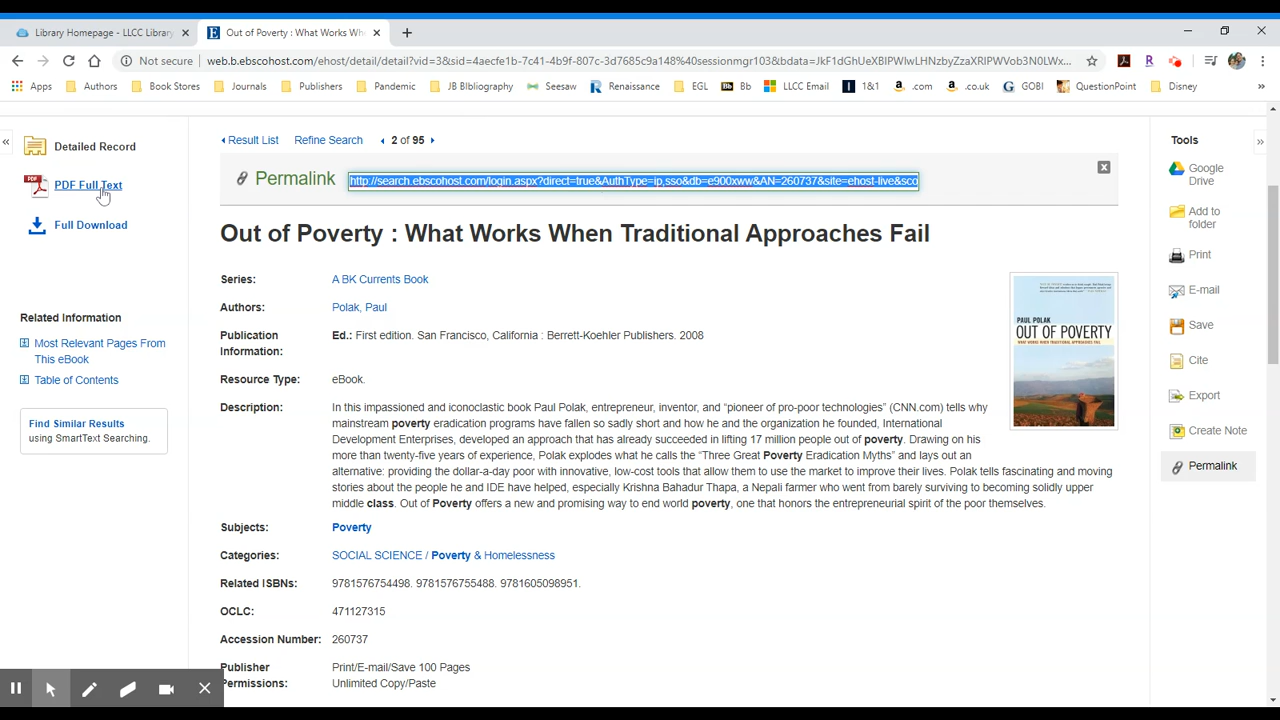 Library Homepage - LLCC Library
Out of Poverty : What Works Wh
Not secure
web.b.ebscohost.com/ehost/detail/detail?vid=3&sid=4aecfe1b-7c41-4b9f-807c-3d7685c9a148%40sessionmgr103&bdata=JkF1dGhUeXBlPWlwLHNzbyZzaXRlPWVob3N0LWx...
Apps Authors Book Stores Journals Publishers Pandemic JB BIbliography Seesaw Renaissance EGL Bb LLCC Email 1&1 .com .co.uk GOBI QuestionPoint Disney
Detailed Record
PDF Full Text
Full Download
Related Information
Most Relevant Pages From
This eBook
Table of Contents
Find Similar Results
using SmartText Searching.
Result List Refine Search 2 of 95
Permalink http://search.ebscohost.com/login.aspx?direct=true&AuthType=ip,sso&db=e900xww&AN=260737&site=ehost-live&sco
Out of Poverty : What Works When Traditional Approaches Fail
Series: A BK Currents Book
Authors: Polak, Paul
Publication
Information:
Ed.: First edition. San Francisco, California : Berrett-Koehler Publishers. 2008
Resource Type: eBook.
Description: In this impassioned and iconoclastic book Paul Polak, entrepreneur, inventor, and “pioneer of pro-poor technologies” (CNN.com) tells why
mainstream poverty eradication programs have fallen so sadly short and how he and the organization he founded, International
Development Enterprises, developed an approach that has already succeeded in lifting 17 million people out of poverty. Drawing on his
more than twenty-five years of experience, Polak explodes what he calls the “Three Great Poverty Eradication Myths” and lays out an
alternative: providing the dollar-a-day poor with innovative, low-cost tools that allow them to use the market to improve their lives. Polak tells fascinating and moving
stories about the people he and IDE have helped, especially Krishna Bahadur Thapa, a Nepali farmer who went from barely surviving to becoming solidly upper
middle class. Out of Poverty offers a new and promising way to end world poverty, one that honors the entrepreneurial spirit of the poor themselves.
Subjects: Poverty
Categories: SOCIAL SCIENCE / Poverty & Homelessness
Related ISBNs: 9781576754498. 9781576755488. 9781605098951.
OCLC: 471127315
Accession Number: 260737
Publisher
Permissions:
Print/E-mail/Save 100 Pages
Unlimited Copy/Paste
PAUL POLAK
OUT OF POVERTY
WHAT WORKS WHEN TRADITIONAL APPROACHES FAIL
Tools
Google
Drive
Add to
folder
Print
E-mail
Save
Cite
Export
Create Note
Permalink